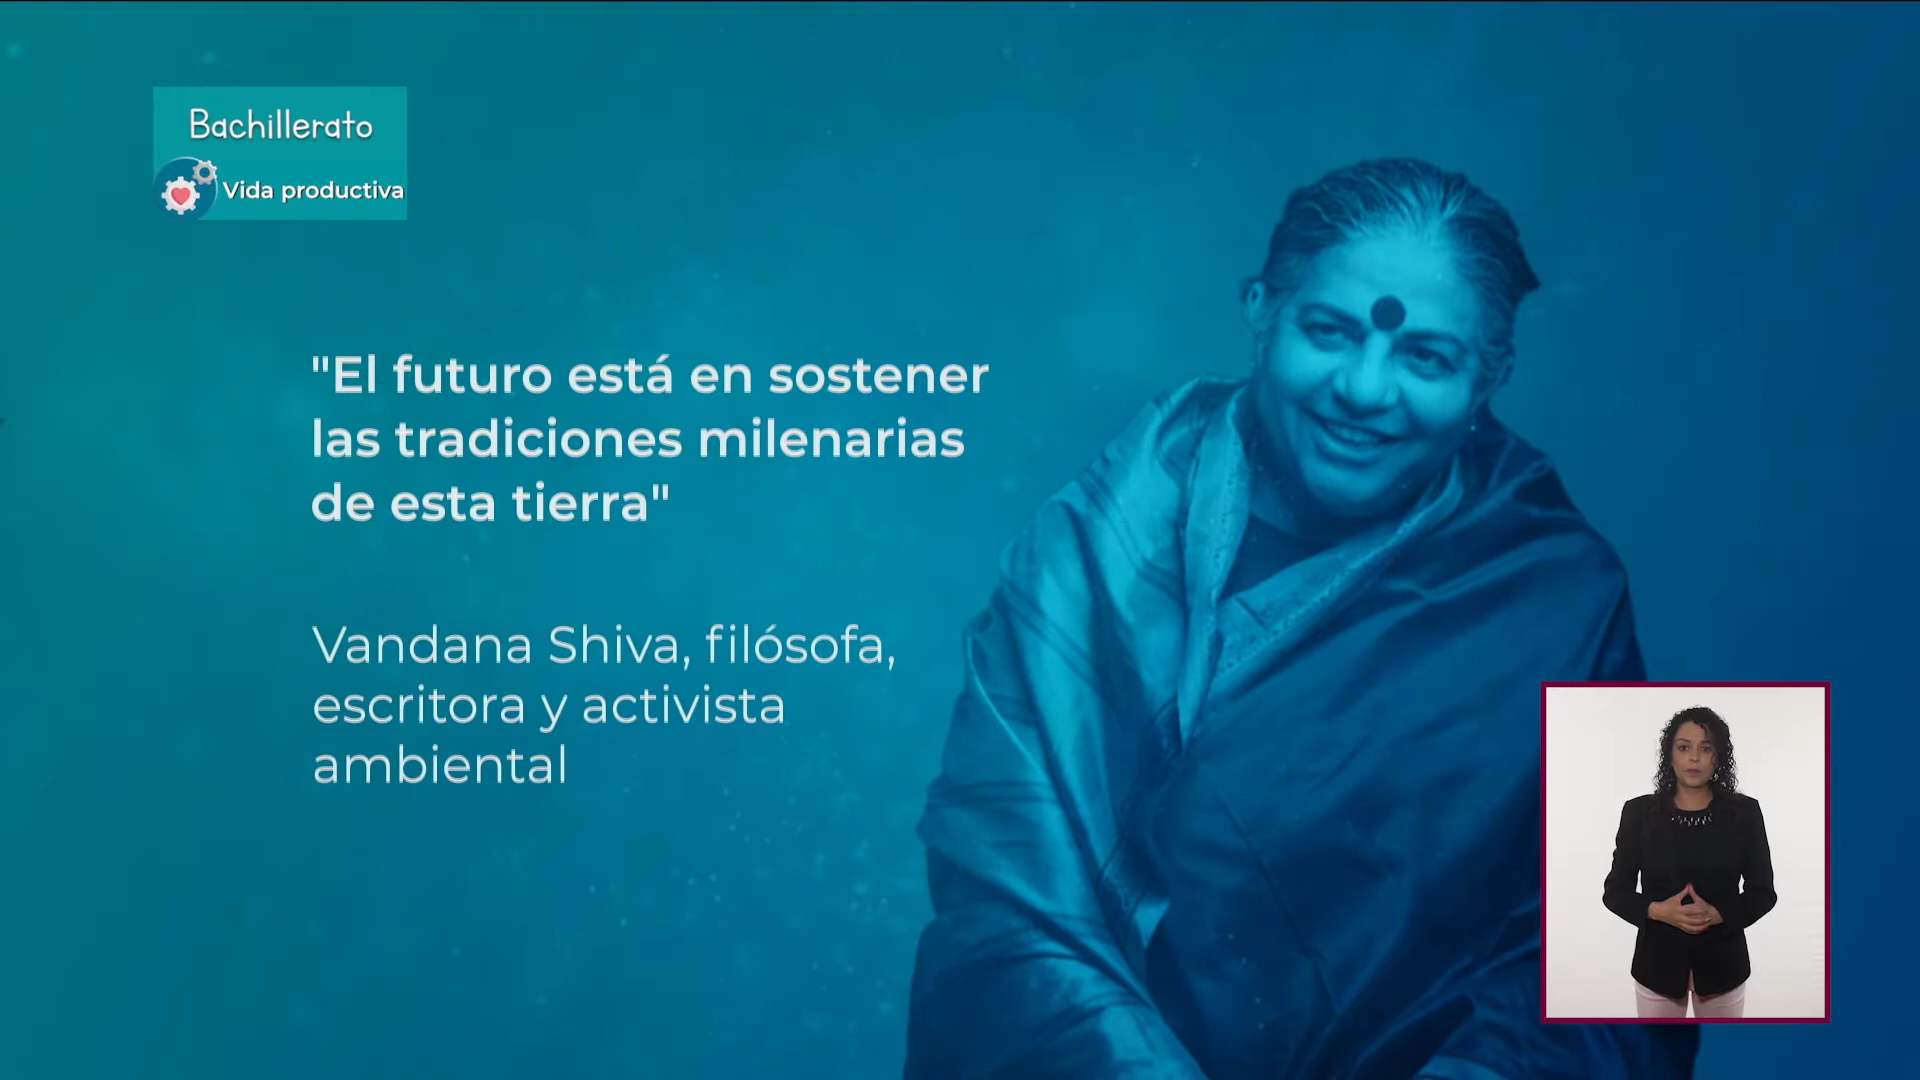 Bachillerato
Vida productiva
"El futuro está en sostener
las tradiciones milenarias
de esta tierra"
Vandana Shiva, filósofa,
escritora y activista
ambiental